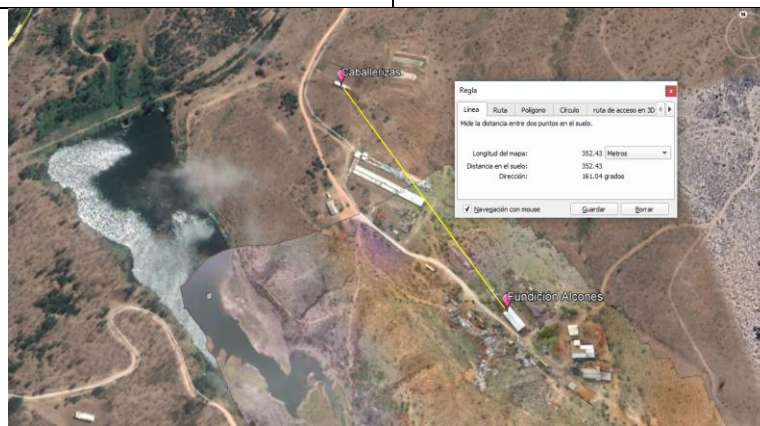 Caballerizas
Regla
Línea Ruta Polígono Círculo ruta de acceso en 3D
Mide la distancia entre dos puntos en el suelo.
Longitud del mapa: 352.43 Metros
Distancia en el suelo: 352.43
Dirección: 161.04 grados
Navegación con mouse Guardar Borrar
Fundición Alcones